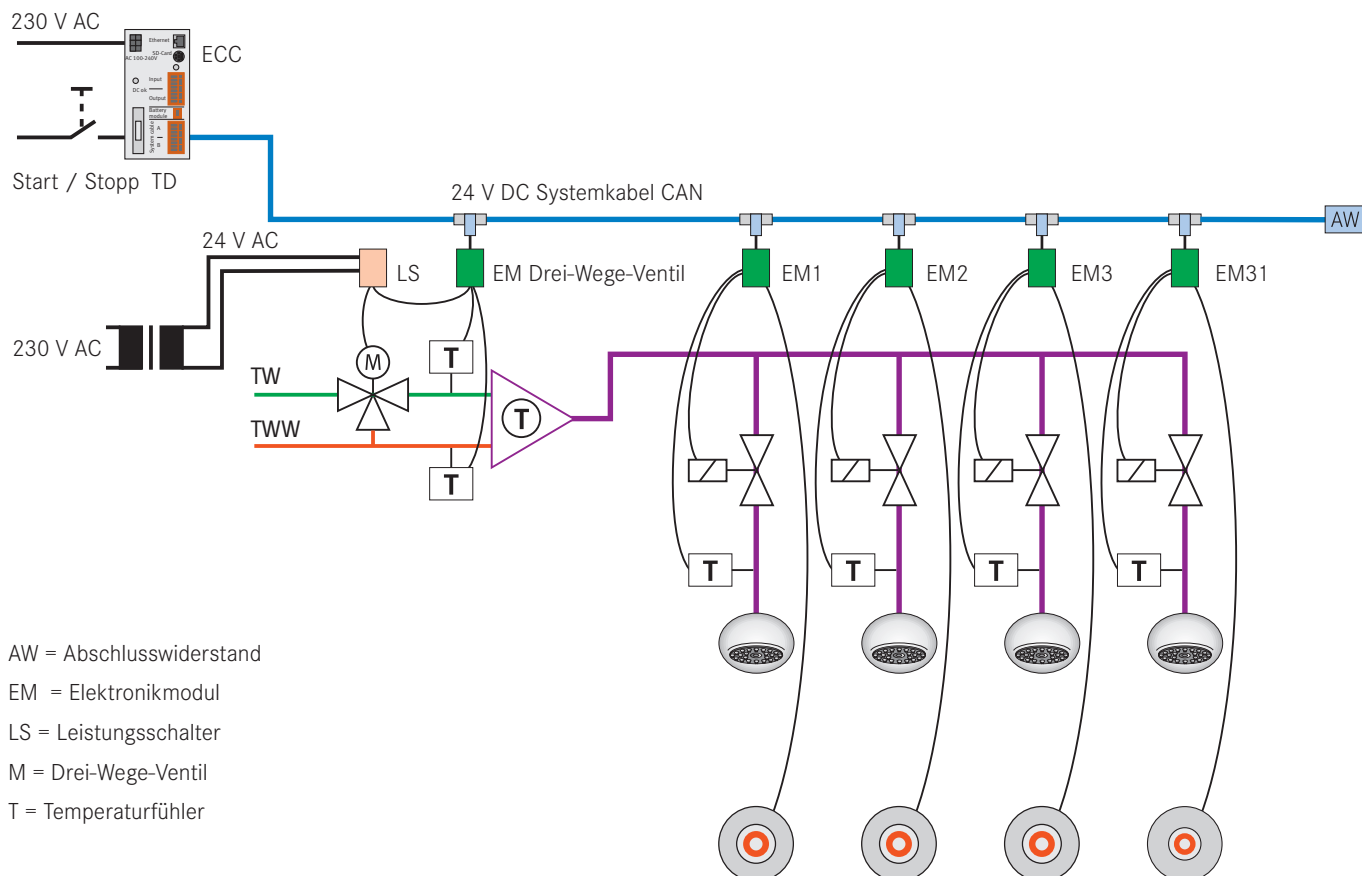 230 V AC
Ethernet
SD-Card
AC 100-240V
ECC
Input
DC ok
Output
Battery
module
System cable
A
B
Start / Stopp TD
24 V DC Systemkabel CAN
AW
24 V AC
LS
EM Drei-Wege-Ventil
EM1
EM2
EM3
EM31
230 V AC
M
T
TW
T
TWW
T
T
T
T
T
AW = Abschlusswiderstand
EM = Elektronikmodul
LS = Leistungsschalter
M = Drei-Wege-Ventil
T = Temperaturfühler